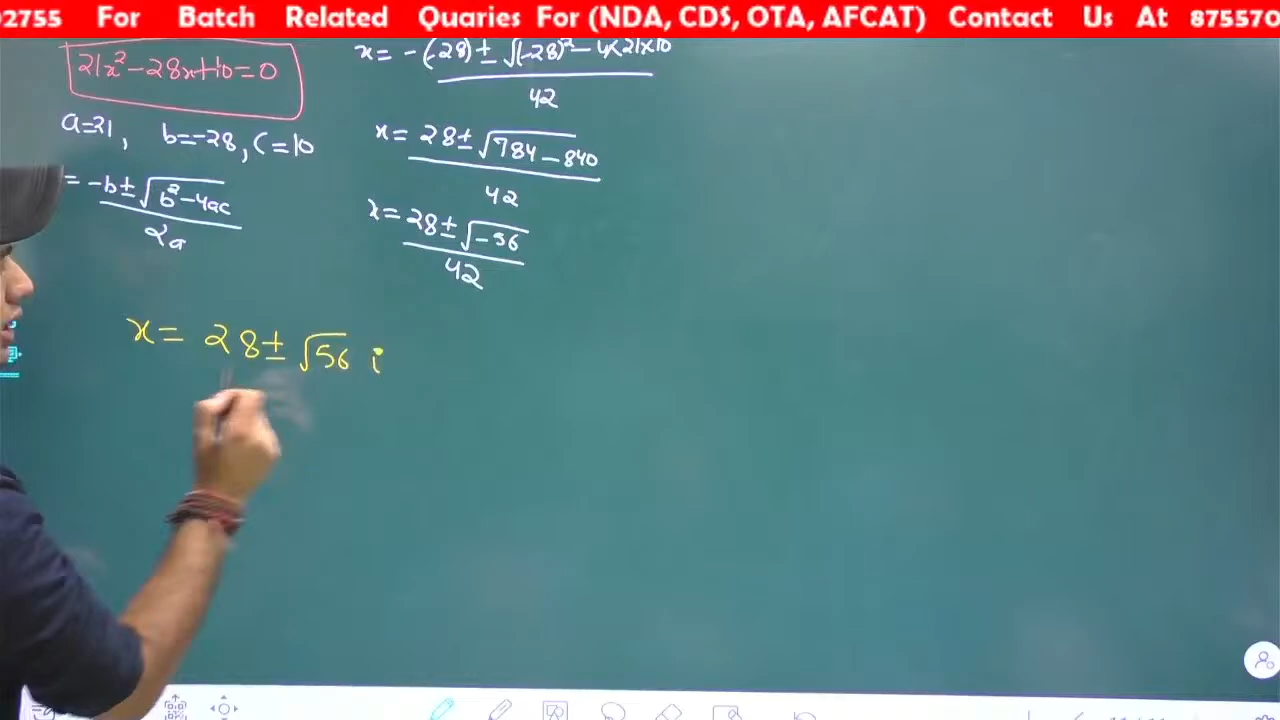 02755 For Batch Related Quaries For (NDA, CDS, OTA, AFCAT) Contact Us At 875570
21x²-28x+10=0
a=21, b=-28, c=10
= -b±√b²-4ac
2a
x= -(-28)±√(-28)²-4×21×10
42
x= 28±√784-840
42
x= 28±√-56
42
x= 28±√56 i